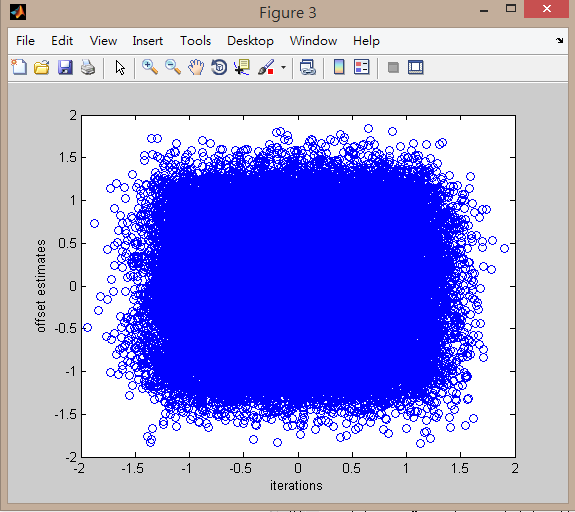 Figure 3
File Edit View Insert Tools Desktop Window Help
2
1.5
1
0.5
0
-0.5
-1
-1.5
-2
offset estimates
-2 -1.5 -1 -0.5 0 0.5 1 1.5 2
iterations